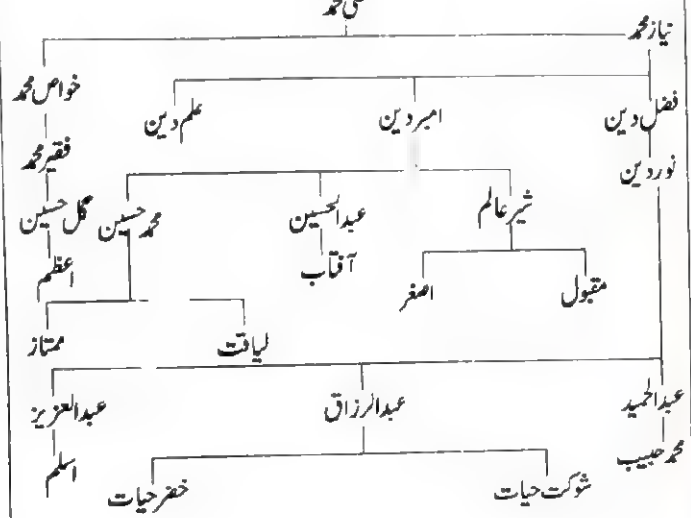 محمد
نیاز محمد
خواص محمد
فضل دین امیر دین علم دین
فقیر محمد
نور دین
شیر عالم عبدالحسین محمد حسین گل حسین
مقبول اصغر آفتاب اعظم
لیاقت ممتاز
عبدالحمید عبدالرزاق عبدالعزیز
محمد حبیب اسلم
شوکت حیات خضر حیات